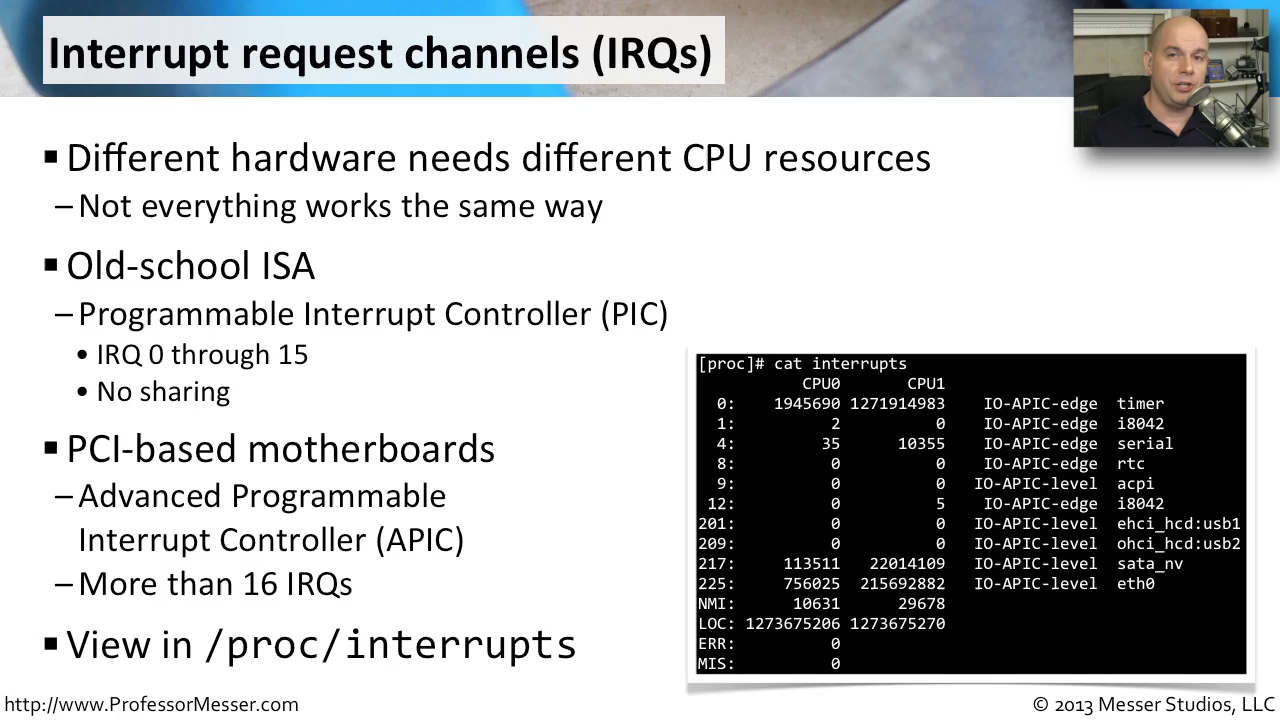 Interrupt request channels (IRQs)
▪ Different hardware needs different CPU resources
– Not everything works the same way
▪ Old-school ISA
– Programmable Interrupt Controller (PIC)
• IRQ 0 through 15
• No sharing
▪ PCI-based motherboards
– Advanced Programmable
Interrupt Controller (APIC)
– More than 16 IRQs
▪ View in /proc/interrupts
[proc]# cat interrupts
CPU0 CPU1
0: 1945690 1271914983 IO-APIC-edge timer
1: 2 0 IO-APIC-edge i8042
4: 35 10355 IO-APIC-edge serial
8: 0 0 IO-APIC-edge rtc
9: 0 0 IO-APIC-level acpi
12: 0 5 IO-APIC-edge i8042
201: 0 0 IO-APIC-level ehci_hcd:usb1
209: 0 0 IO-APIC-level ohci_hcd:usb2
217: 113511 22014109 IO-APIC-level sata_nv
225: 756025 215692882 IO-APIC-level eth0
NMI: 10631 29678
LOC: 1273675206 1273675270
ERR: 0
MIS: 0
http://www.ProfessorMesser.com
© 2013 Messer Studios, LLC